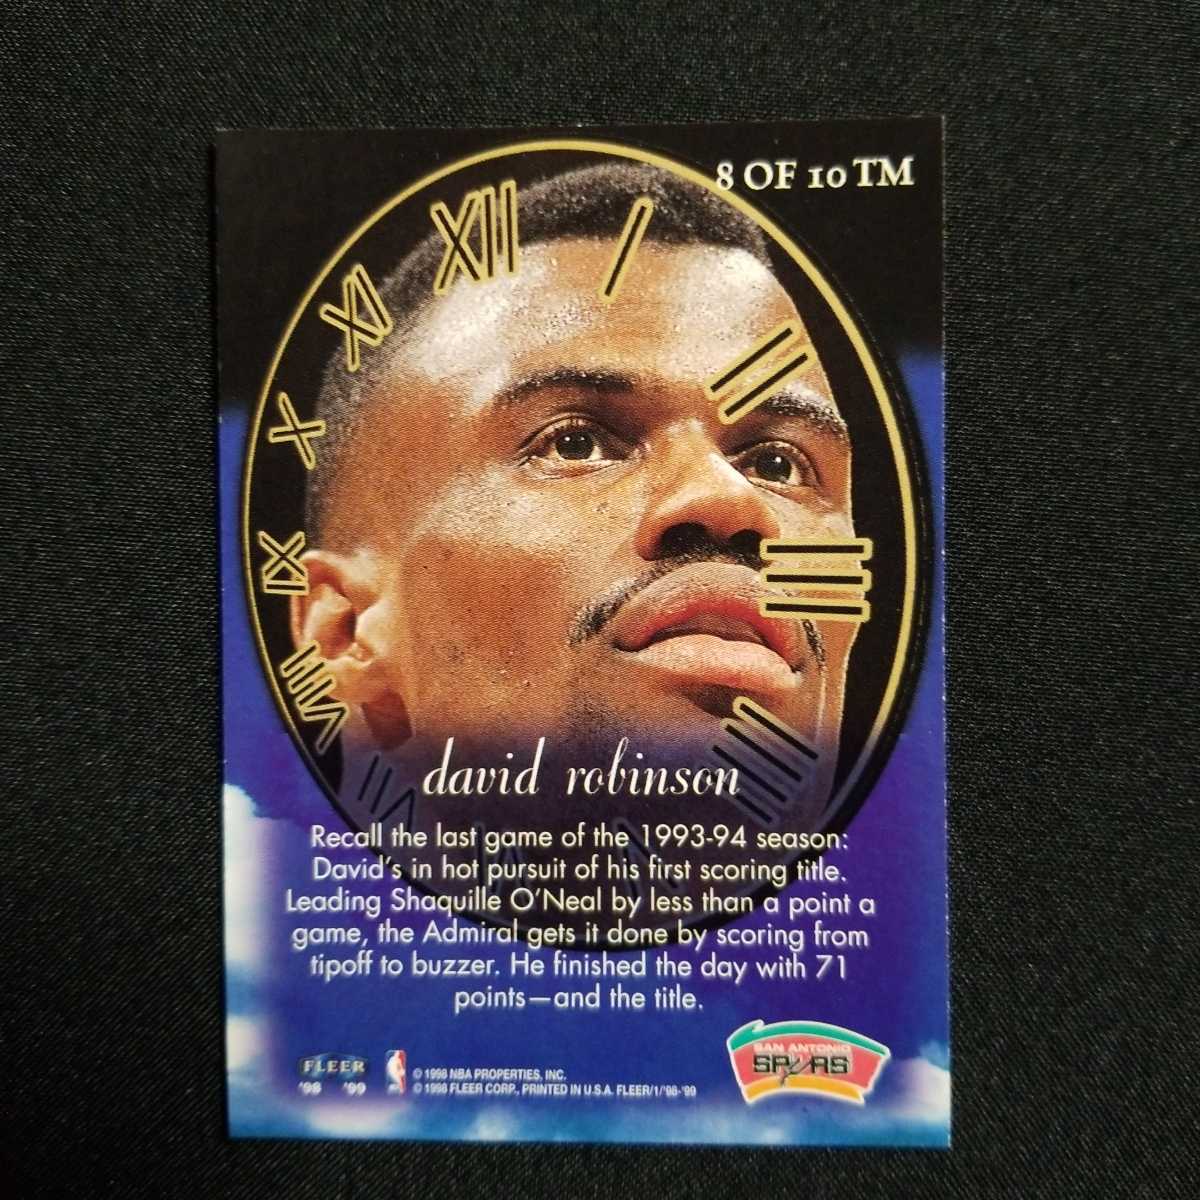 8 OF 10 TM
XII
I
II
III
IIII
V
VII
VIII
IX
X
XI
david robinson
Recall the last game of the 1993-94 season:
David's in hot pursuit of his first scoring title.
Leading Shaquille O'Neal by less than a point a
game, the Admiral gets it done by scoring from
tipoff to buzzer. He finished the day with 71
points—and the title.
SAN ANTONIO
SPURS
FLEER
'98 '99
© 1998 NBA PROPERTIES, INC.
© 1998 FLEER CORP., PRINTED IN U.S.A. FLEER/1/'98-'99